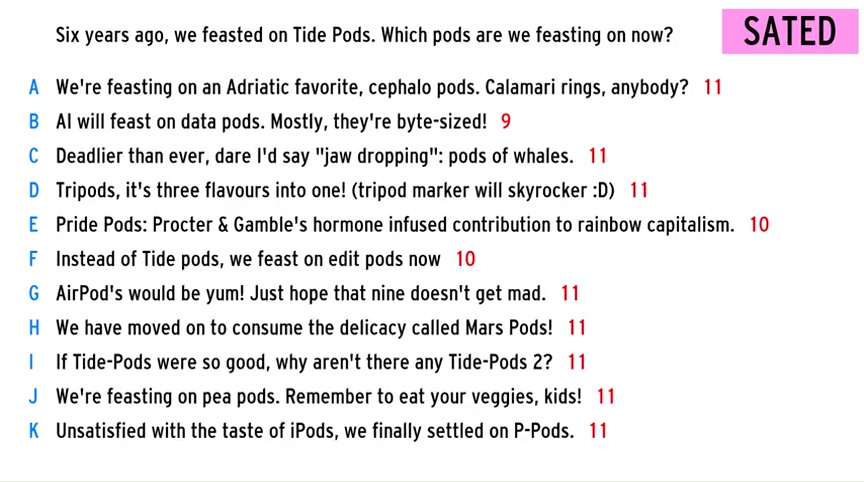 Six years ago, we feasted on Tide Pods. Which pods are we feasting on now?
SATED
A We're feasting on an Adriatic favorite, cephalo pods. Calamari rings, anybody? 11
B AI will feast on data pods. Mostly, they're byte-sized! 9
C Deadlier than ever, dare I'd say "jaw dropping": pods of whales. 11
D Tripods, it's three flavours into one! (tripod marker will skyrocker :D) 11
E Pride Pods: Procter & Gamble's hormone infused contribution to rainbow capitalism. 10
F Instead of Tide pods, we feast on edit pods now 10
G AirPod's would be yum! Just hope that nine doesn't get mad. 11
H We have moved on to consume the delicacy called Mars Pods! 11
I If Tide-Pods were so good, why aren't there any Tide-Pods 2? 11
J We're feasting on pea pods. Remember to eat your veggies, kids! 11
K Unsatisfied with the taste of iPods, we finally settled on P-Pods. 11